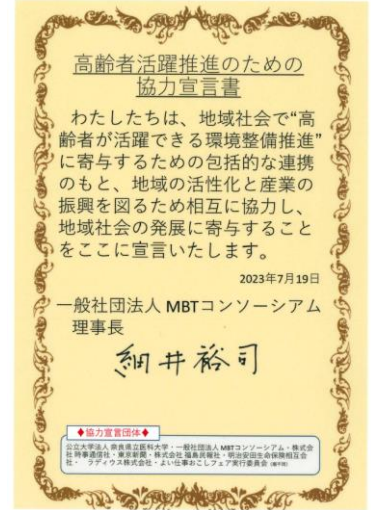 高齢者活躍推進のための
協力宣言書
わたしたちは、地域社会で“高
齢者が活躍できる環境整備推進”
に寄与するための包括的な連携
のもと、地域の活性化と産業の
振興を図るため相互に協力し、
地域社会の発展に寄与すること
をここに宣言いたします。
2023年7月19日
一般社団法人 MBTコンソーシアム
理事長
細井裕司
♦協力宣言団体♦
公立大学法人 奈良県立医科大学・一般社団法人 MBTコンソーシアム・株式会
社 時事通信社・東京新聞・株式会社 福島民報社・明治安田生命保険相互会
社・ ラディウス株式会社・よい仕事おこしフェア実行委員会（順不同）